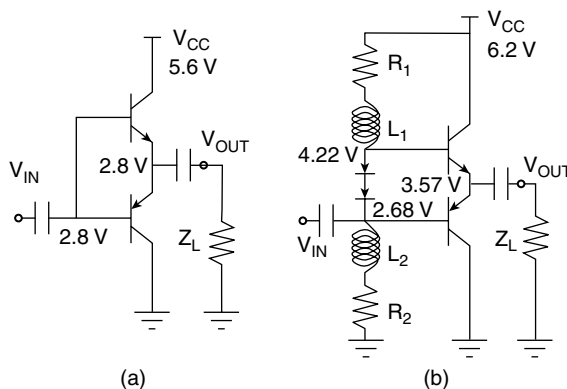 V_CC
5.6 V
V_IN
2.8 V
V_OUT
2.8 V
Z_L
(a)
V_CC
6.2 V
R_1
L_1
4.22 V
3.57 V
V_OUT
2.68 V
V_IN
L_2
Z_L
R_2
(b)